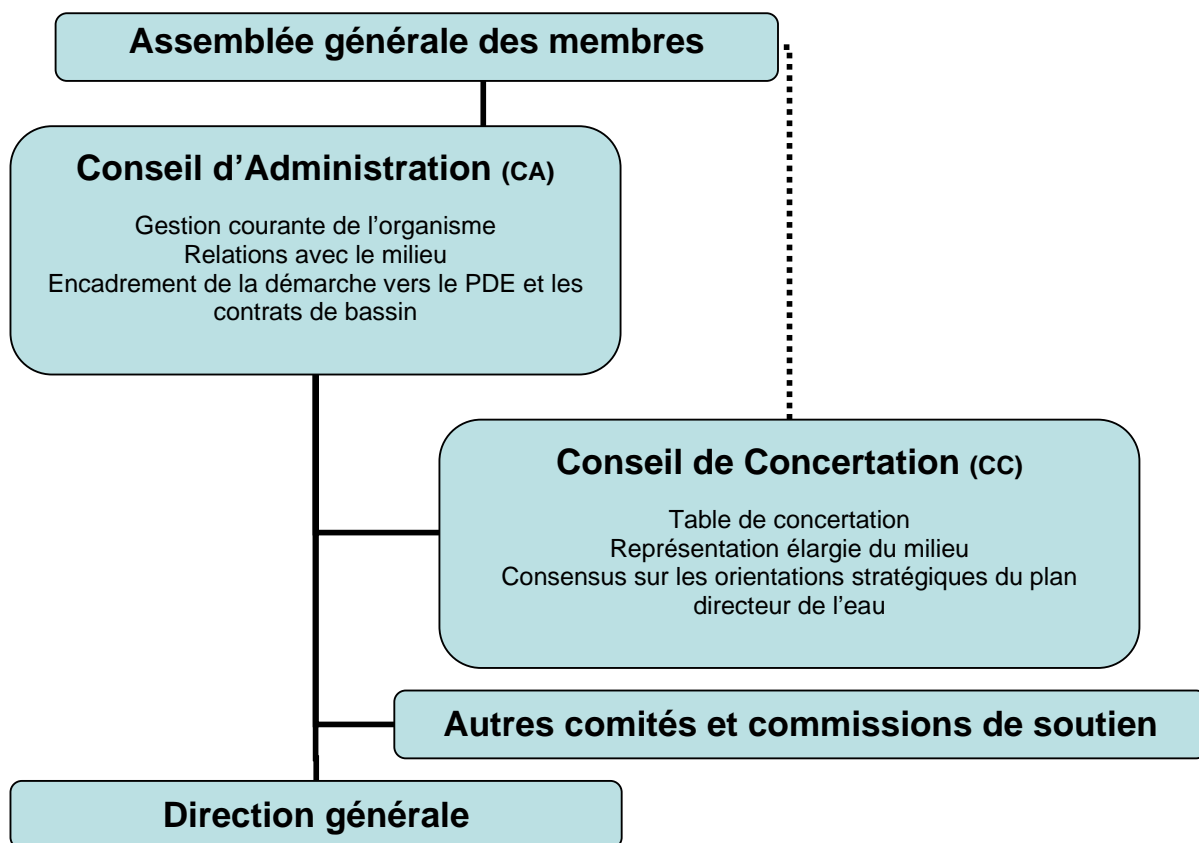 Assemblée générale des membres
Conseil d’Administration (CA)
Gestion courante de l’organisme
Relations avec le milieu
Encadrement de la démarche vers le PDE et les
contrats de bassin
Conseil de Concertation (CC)
Table de concertation
Représentation élargie du milieu
Consensus sur les orientations stratégiques du plan
directeur de l’eau
Autres comités et commissions de soutien
Direction générale